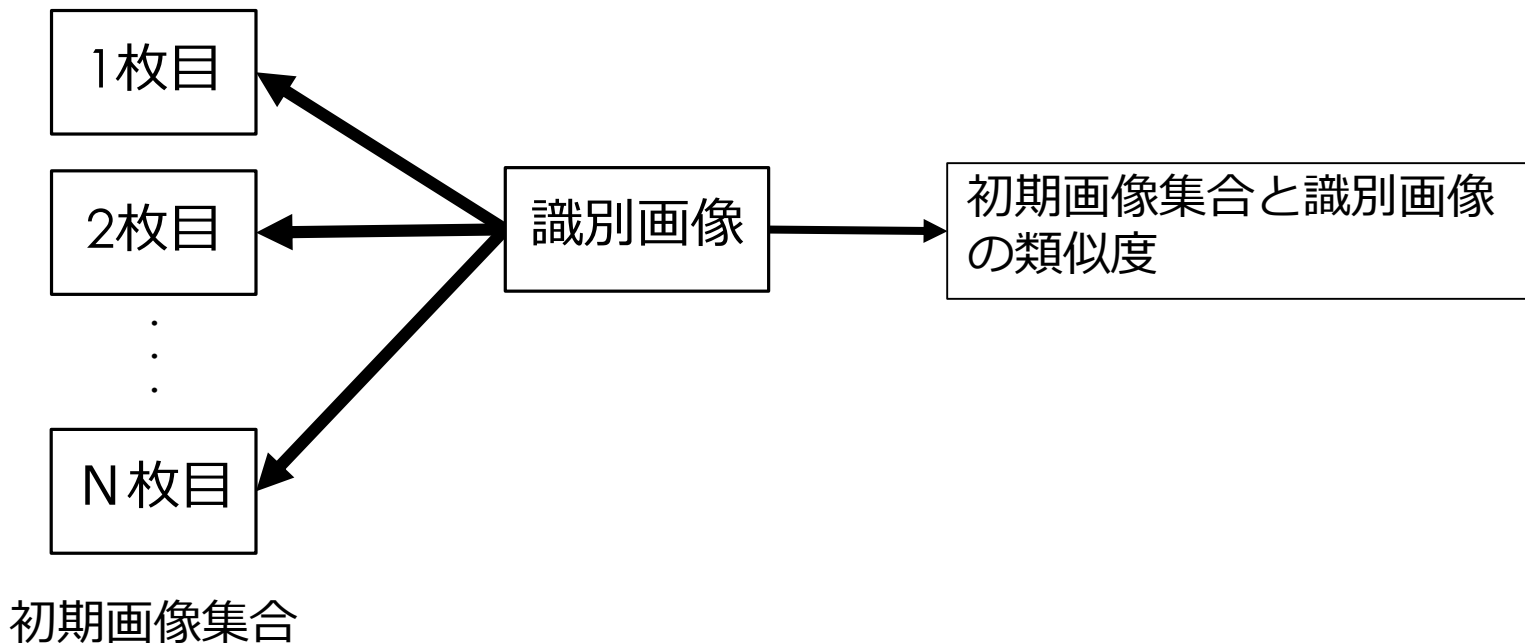 1枚目
2枚目
・
・
・
N枚目
初期画像集合
識別画像
初期画像集合と識別画像
の類似度